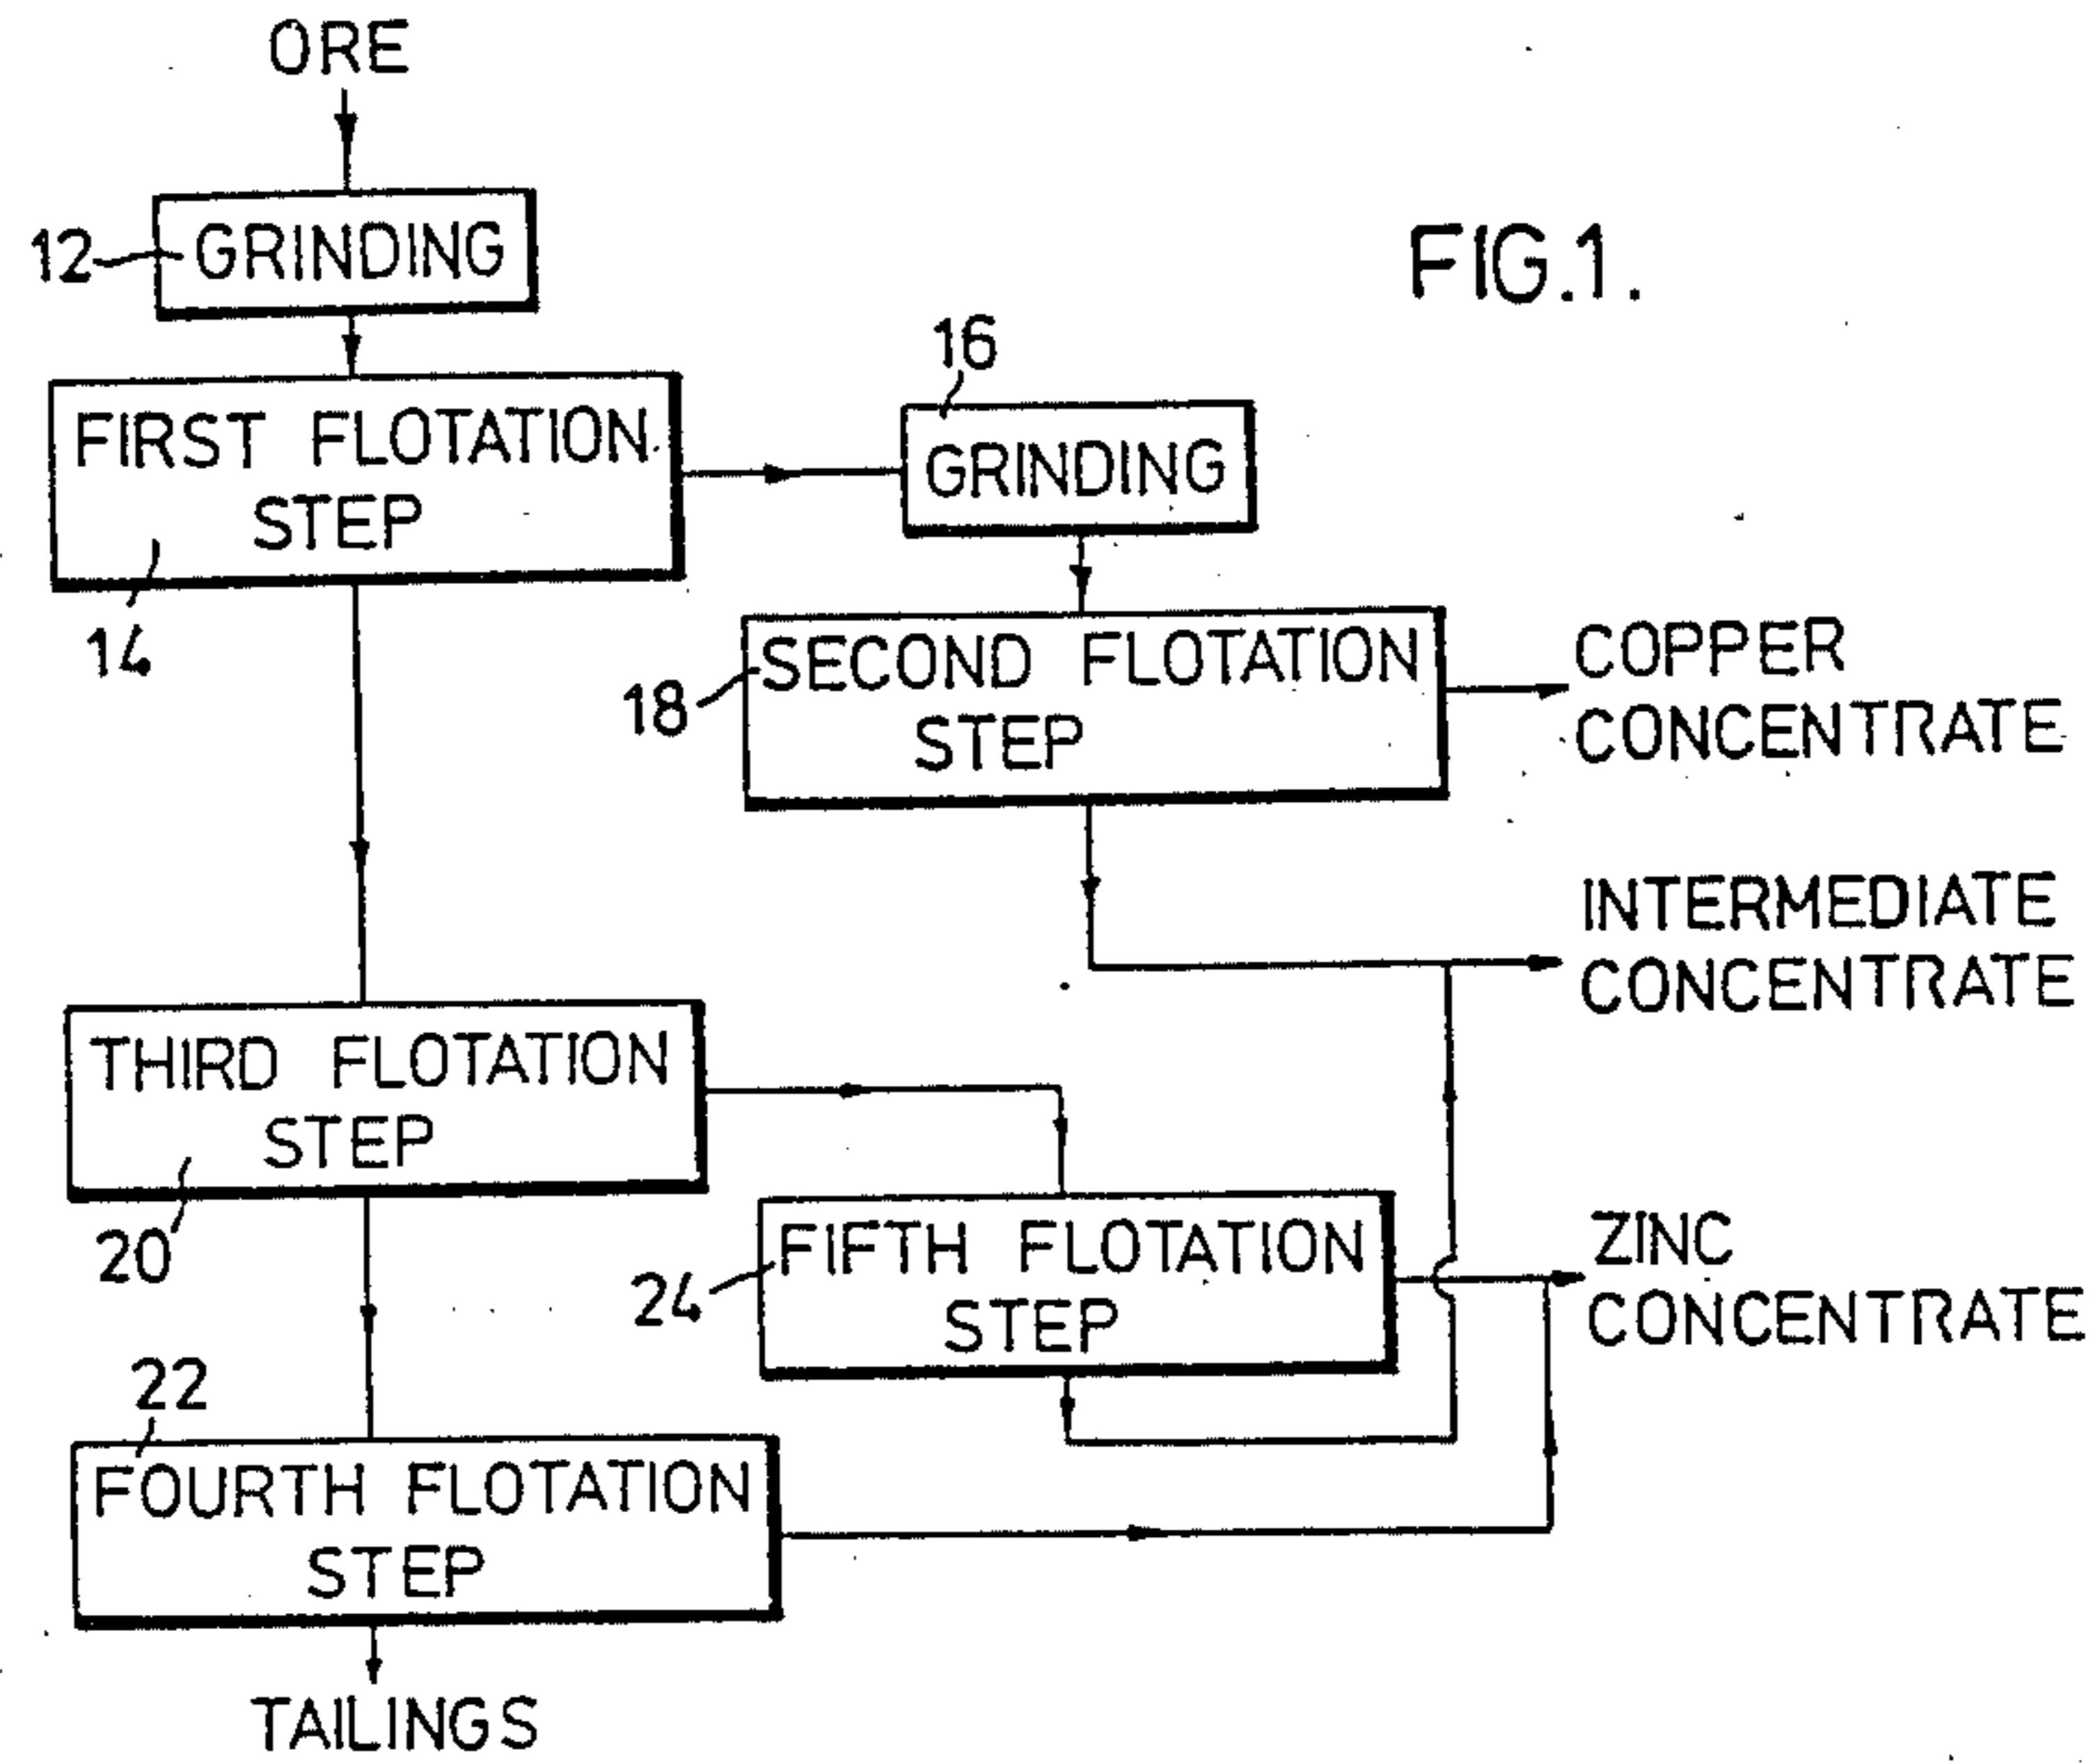 ORE
12
GRINDING
FIG.1.
16
FIRST FLOTATION
STEP
GRINDING
14
18
SECOND FLOTATION
STEP
COPPER
CONCENTRATE
INTERMEDIATE
CONCENTRATE
THIRD FLOTATION
STEP
20
24
FIFTH FLOTATION
STEP
ZINC
CONCENTRATE
22
FOURTH FLOTATION
STEP
TAILINGS